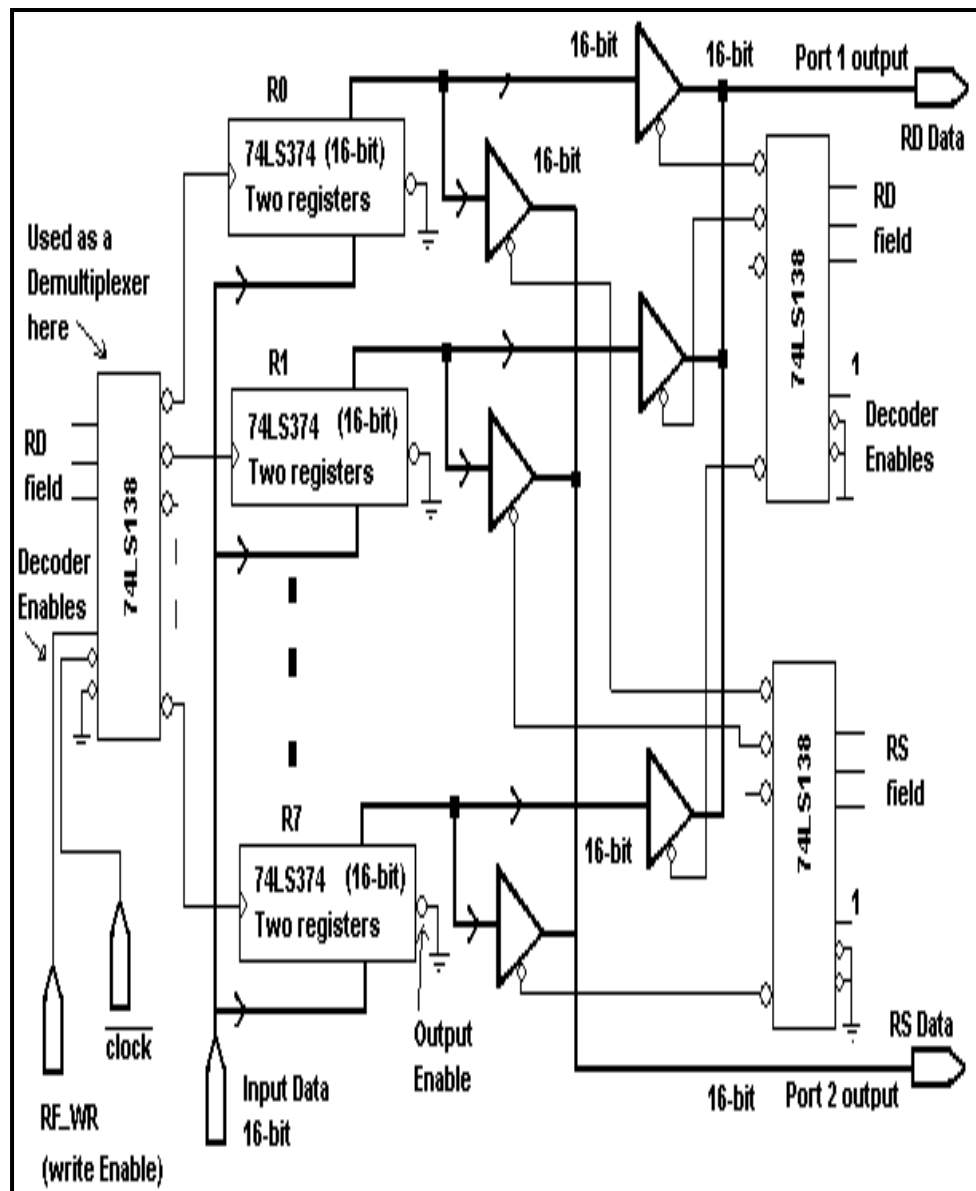 16-bit
16-bit
Port 1 output
RD Data
R0
74LS374 (16-bit)
Two registers
16-bit
RD
field
74LS138
1
Decoder
Enables
Used as a
Demultiplexer
here
R1
74LS374 (16-bit)
Two registers
RD
field
74LS138
Decoder
Enables
RS
field
74LS138
1
R7
74LS374 (16-bit)
Two registers
16-bit
clock
RF_WR
(write Enable)
Input Data
16-bit
Output
Enable
RS Data
16-bit
Port 2 output